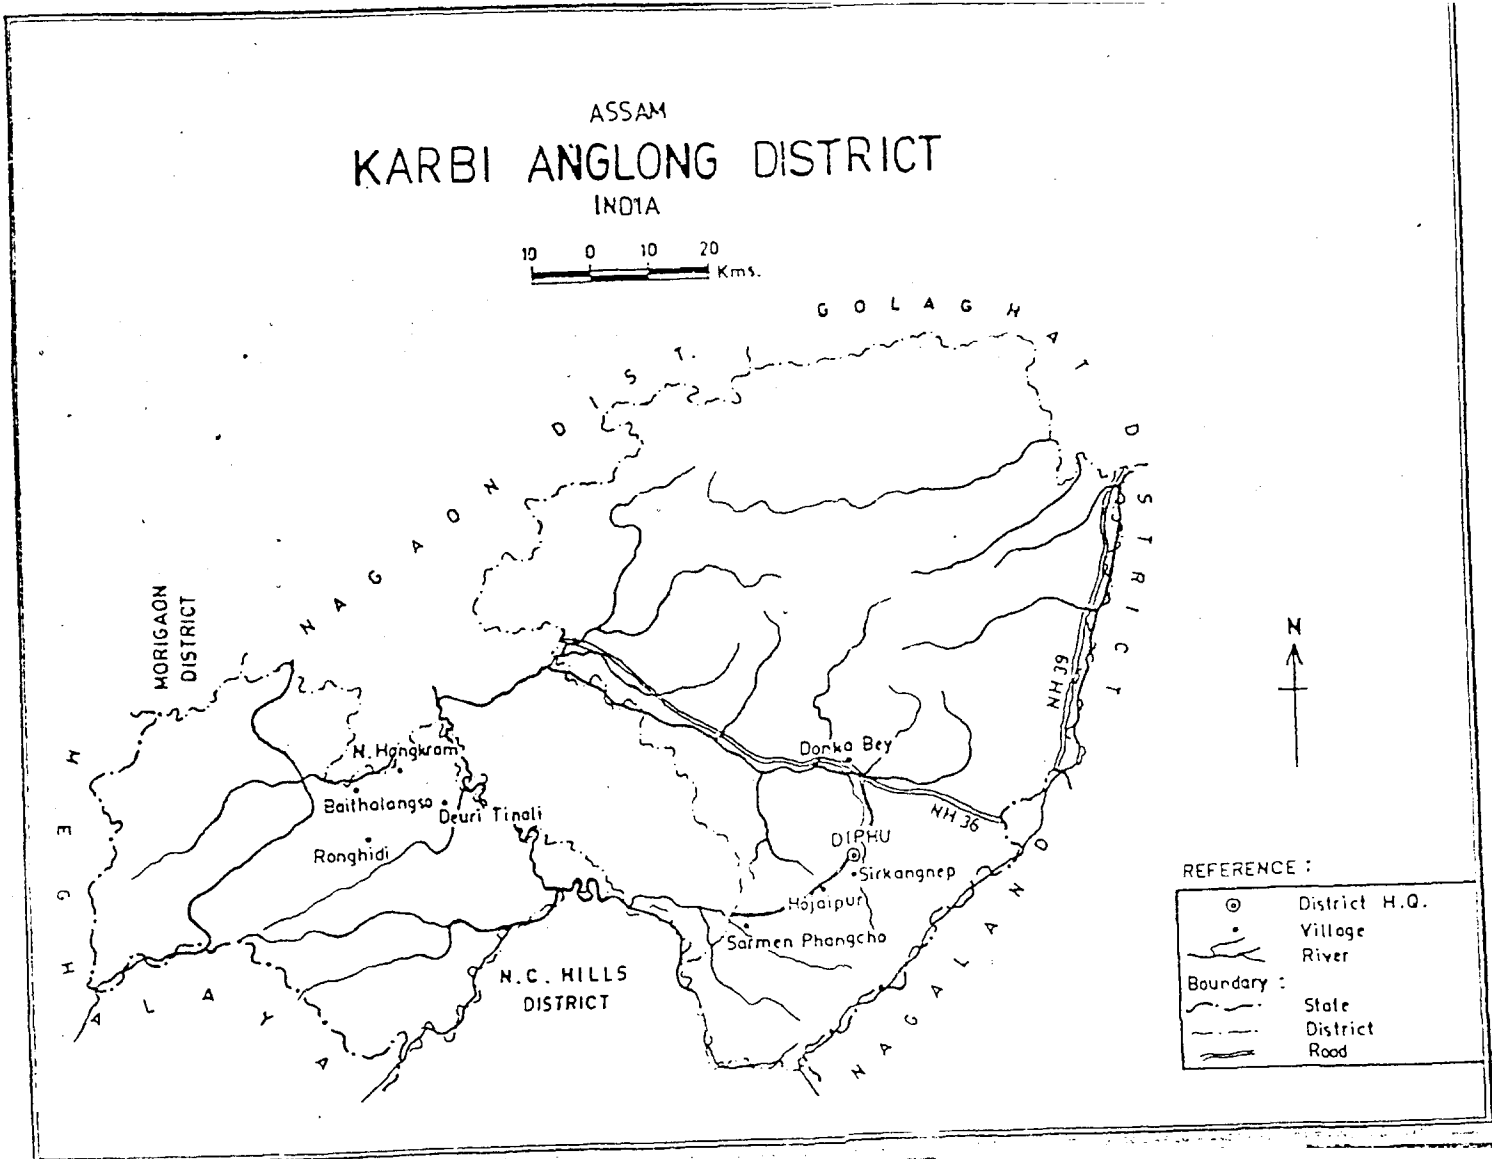 ASSAM
KARBI ANGLONG DISTRICT
INDIA
10 0 10 20
Kms.
GOLAGHAT DISTRICT
NAGAON DIST.
MORIGAON
DISTRICT
MEGHALAYA
N
NH 39
N. Hangkram
Dorka Bey
Baithalangso
Deuri Tinali
NH 36
DIPHU
Ronghidi
Sirkangnep
Hojaipur
Sarmen Phangcho
N.C. HILLS
DISTRICT
NAGALAND
REFERENCE :
District H.Q.
Village
River
Boundary :
State
District
Road